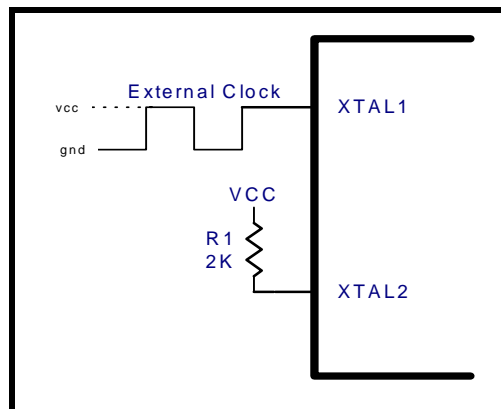 External Clock
vcc
XTAL1
gnd
VCC
R1
2K
XTAL2